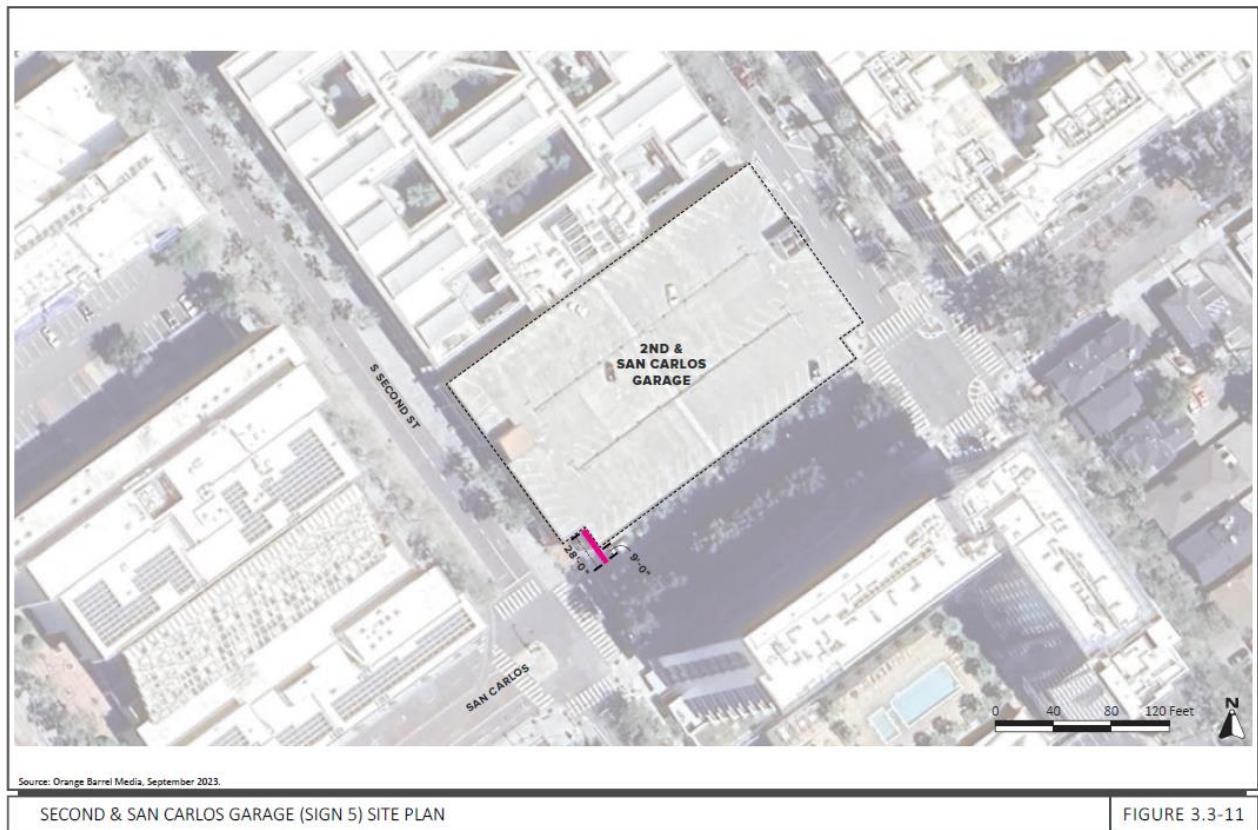 2ND &
SAN CARLOS
GARAGE
S SECOND ST
28'-0"
9'-0"
SAN CARLOS
0 40 80 120 Feet
N
Source: Orange Barrel Media, September 2023.
SECOND & SAN CARLOS GARAGE (SIGN 5) SITE PLAN
FIGURE 3.3-11